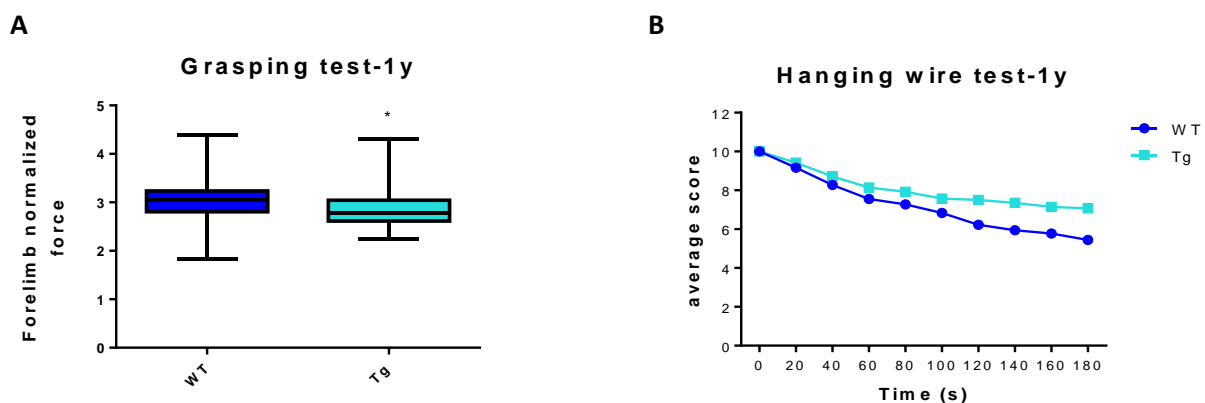 A
Grasping test-1y
Forelimb normalized
force
5
4
3
2
1
0
*
WT
Tg
B
Hanging wire test-1y
average score
12
10
8
6
4
2
0
0 20 40 60 80 100 120 140 160 180
Time (s)
WT
Tg